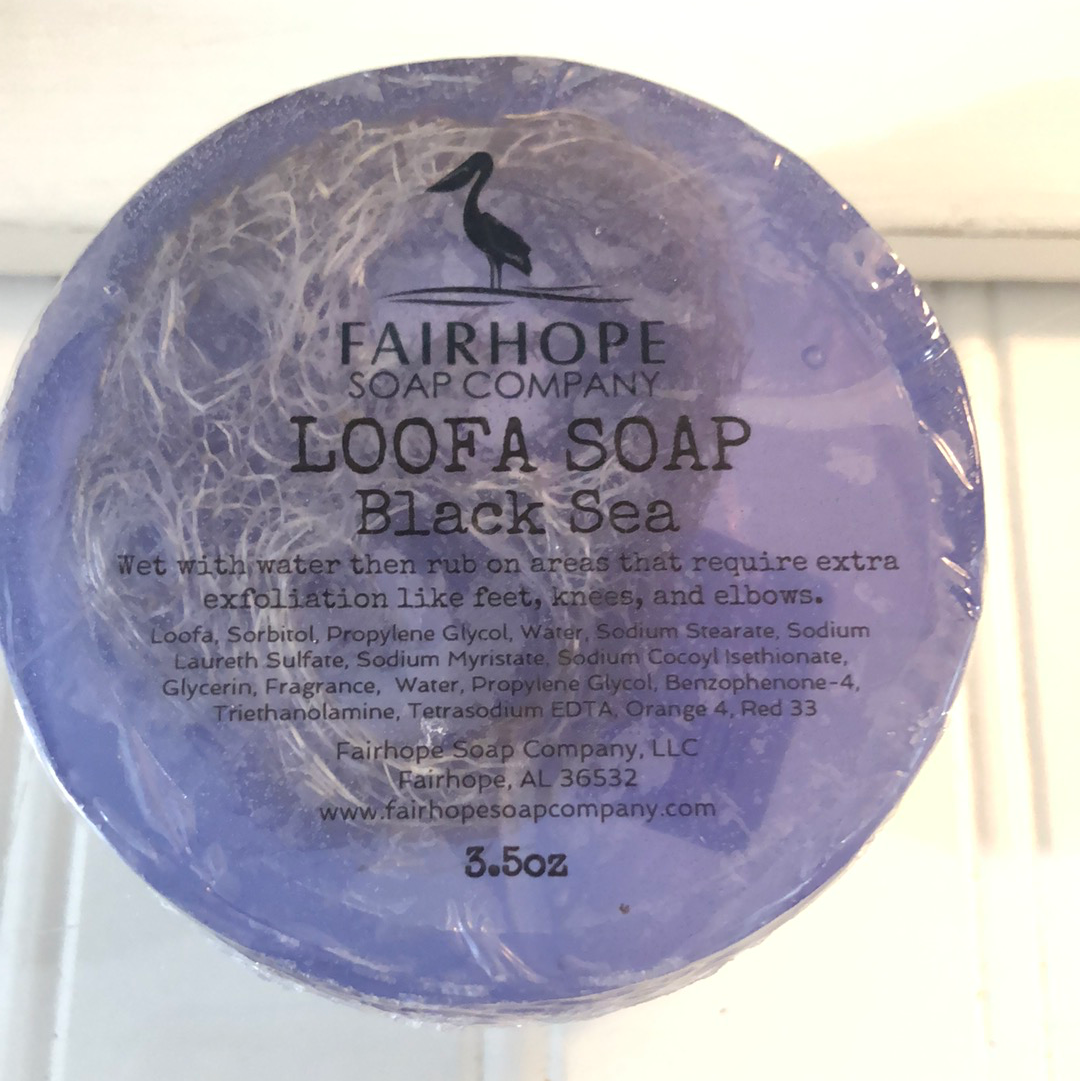 FAIRHOPE
SOAP COMPANY
LOOFA SOAP
Black Sea
Wet with water then rub on areas that require extra
exfoliation like feet, knees, and elbows.
Loofa, Sorbitol, Propylene Glycol, Water, Sodium Stearate, Sodium
Laureth Sulfate, Sodium Myristate, Sodium Cocoyl Isethionate,
Glycerin, Fragrance, Water, Propylene Glycol, Benzophenone-4,
Triethanolamine, Tetrasodium EDTA, Orange 4, Red 33
Fairhope Soap Company, LLC
Fairhope, AL 36532
www.fairhopesoapcompany.com
3.5oz